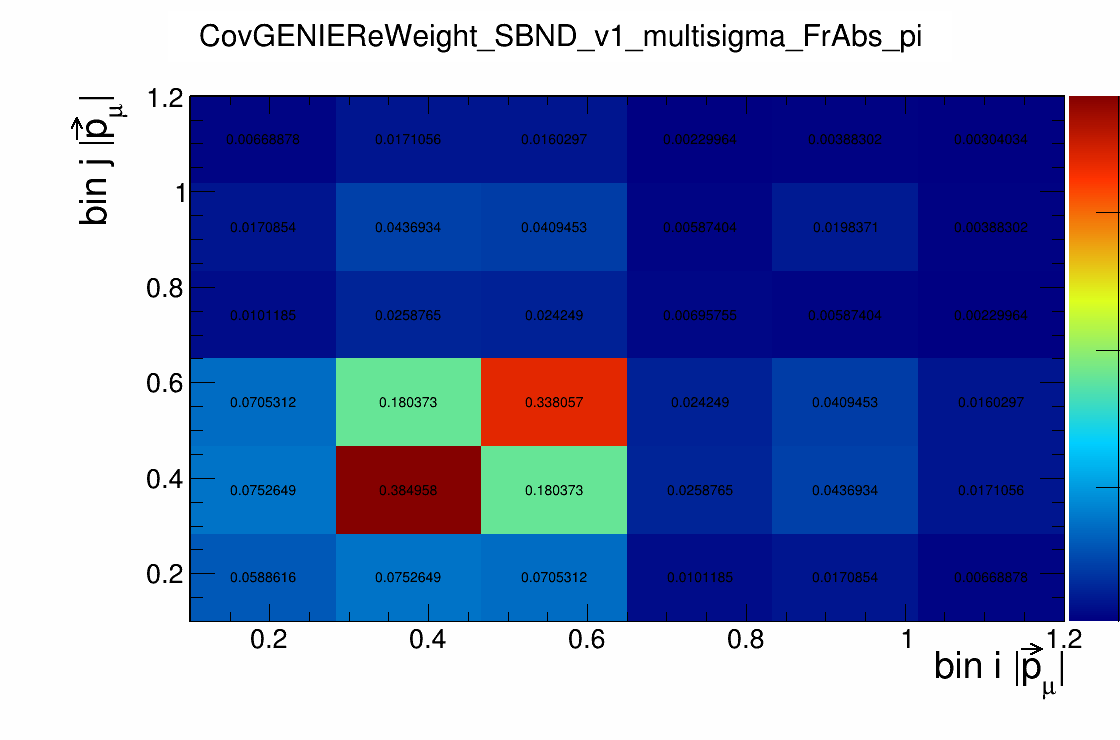 CovGENIEReWeight_SBND_v1_multisigma_FrAbs_pi
bin j |p⃗_μ|
1.2
1
0.8
0.6
0.4
0.2
0.00668878 0.0171056 0.0160297 0.00229964 0.00388302 0.00304034
0.0170854 0.0436934 0.0409453 0.00587404 0.0198371 0.00388302
0.0101185 0.0258765 0.024249 0.00695755 0.00587404 0.00229964
0.0705312 0.180373 0.338057 0.024249 0.0409453 0.0160297
0.0752649 0.384958 0.180373 0.0258765 0.0436934 0.0171056
0.0588616 0.0752649 0.0705312 0.0101185 0.0170854 0.00668878
0.2 0.4 0.6 0.8 1 1.2
bin i |p⃗_μ|